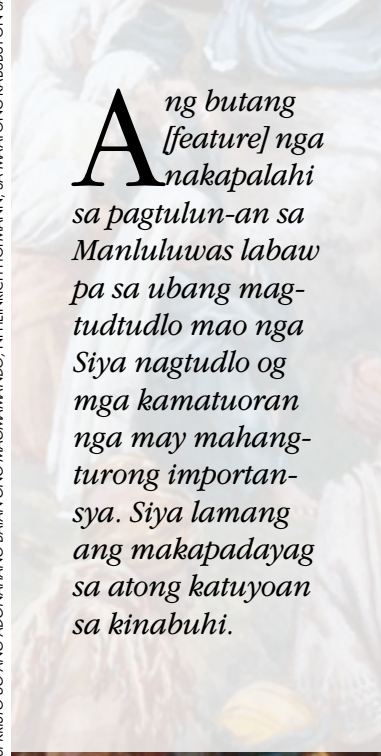 Ang butang
[feature] nga
nakapalahi
sa pagtulun-an sa
Manluluwas labaw
pa sa ubang mag-
tudtudlo mao nga
Siya nagtudlo og
mga kamatuoran
nga may mahang-
turong importan-
sya. Siya lamang
ang makapadayag
sa atong katuyoan
sa kinabuhi.